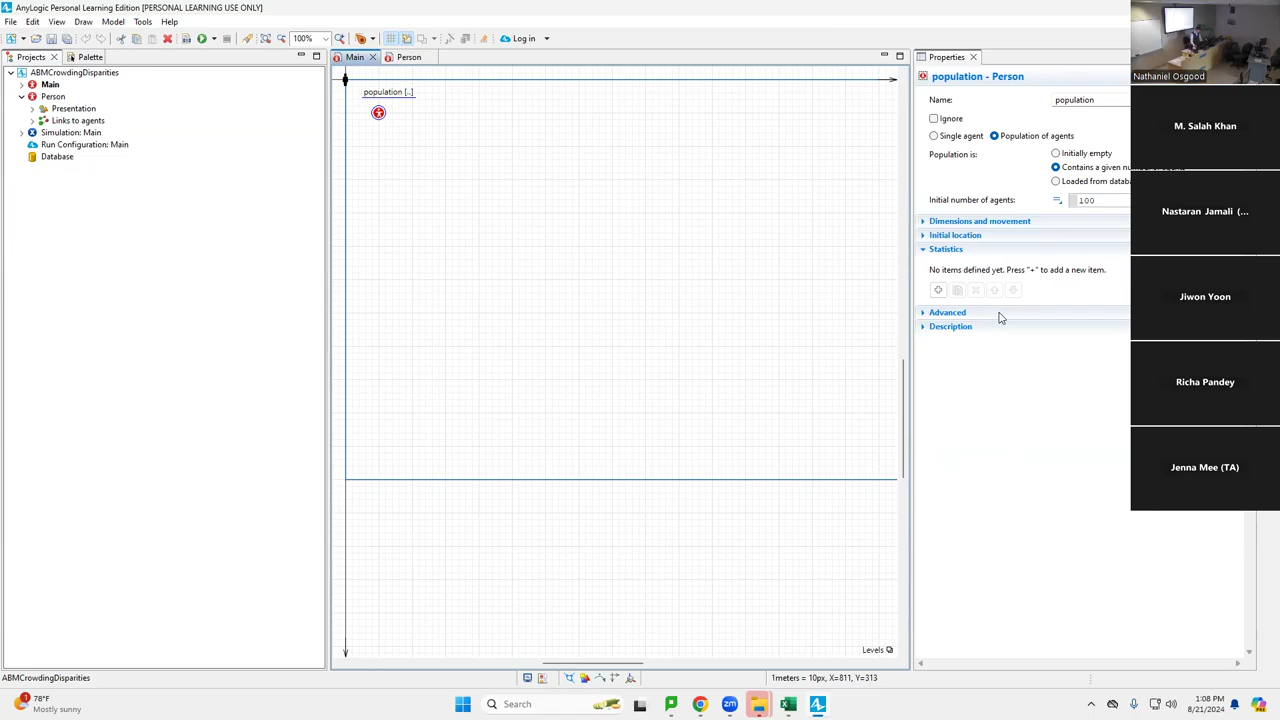 AnyLogic Personal Learning Edition [PERSONAL LEARNING USE ONLY]
File Edit View Draw Model Tools Help
100%
Log in
Projects
Palette
Main
Person
Properties
ABMCrowdingDisparities
Main
Person
Presentation
Links to agents
Simulation: Main
Run Configuration: Main
Database
population [..]
population - Person
Name: population
Ignore
Single agent Population of agents
Population is: Initially empty
Contains a given number of agents
Loaded from databa
Initial number of agents: 100
Dimensions and movement
Initial location
Statistics
No items defined yet. Press "+" to add a new item.
Advanced
Description
Levels
Nathaniel Osgood
M. Salah Khan
Nastaran Jamali (...
Jiwon Yoon
Richa Pandey
Jenna Mee (TA)
ABMCrowdingDisparities
1meters = 10px, X=811, Y=313
1
78°F
Mostly sunny
Search
1:08 PM
8/21/2024